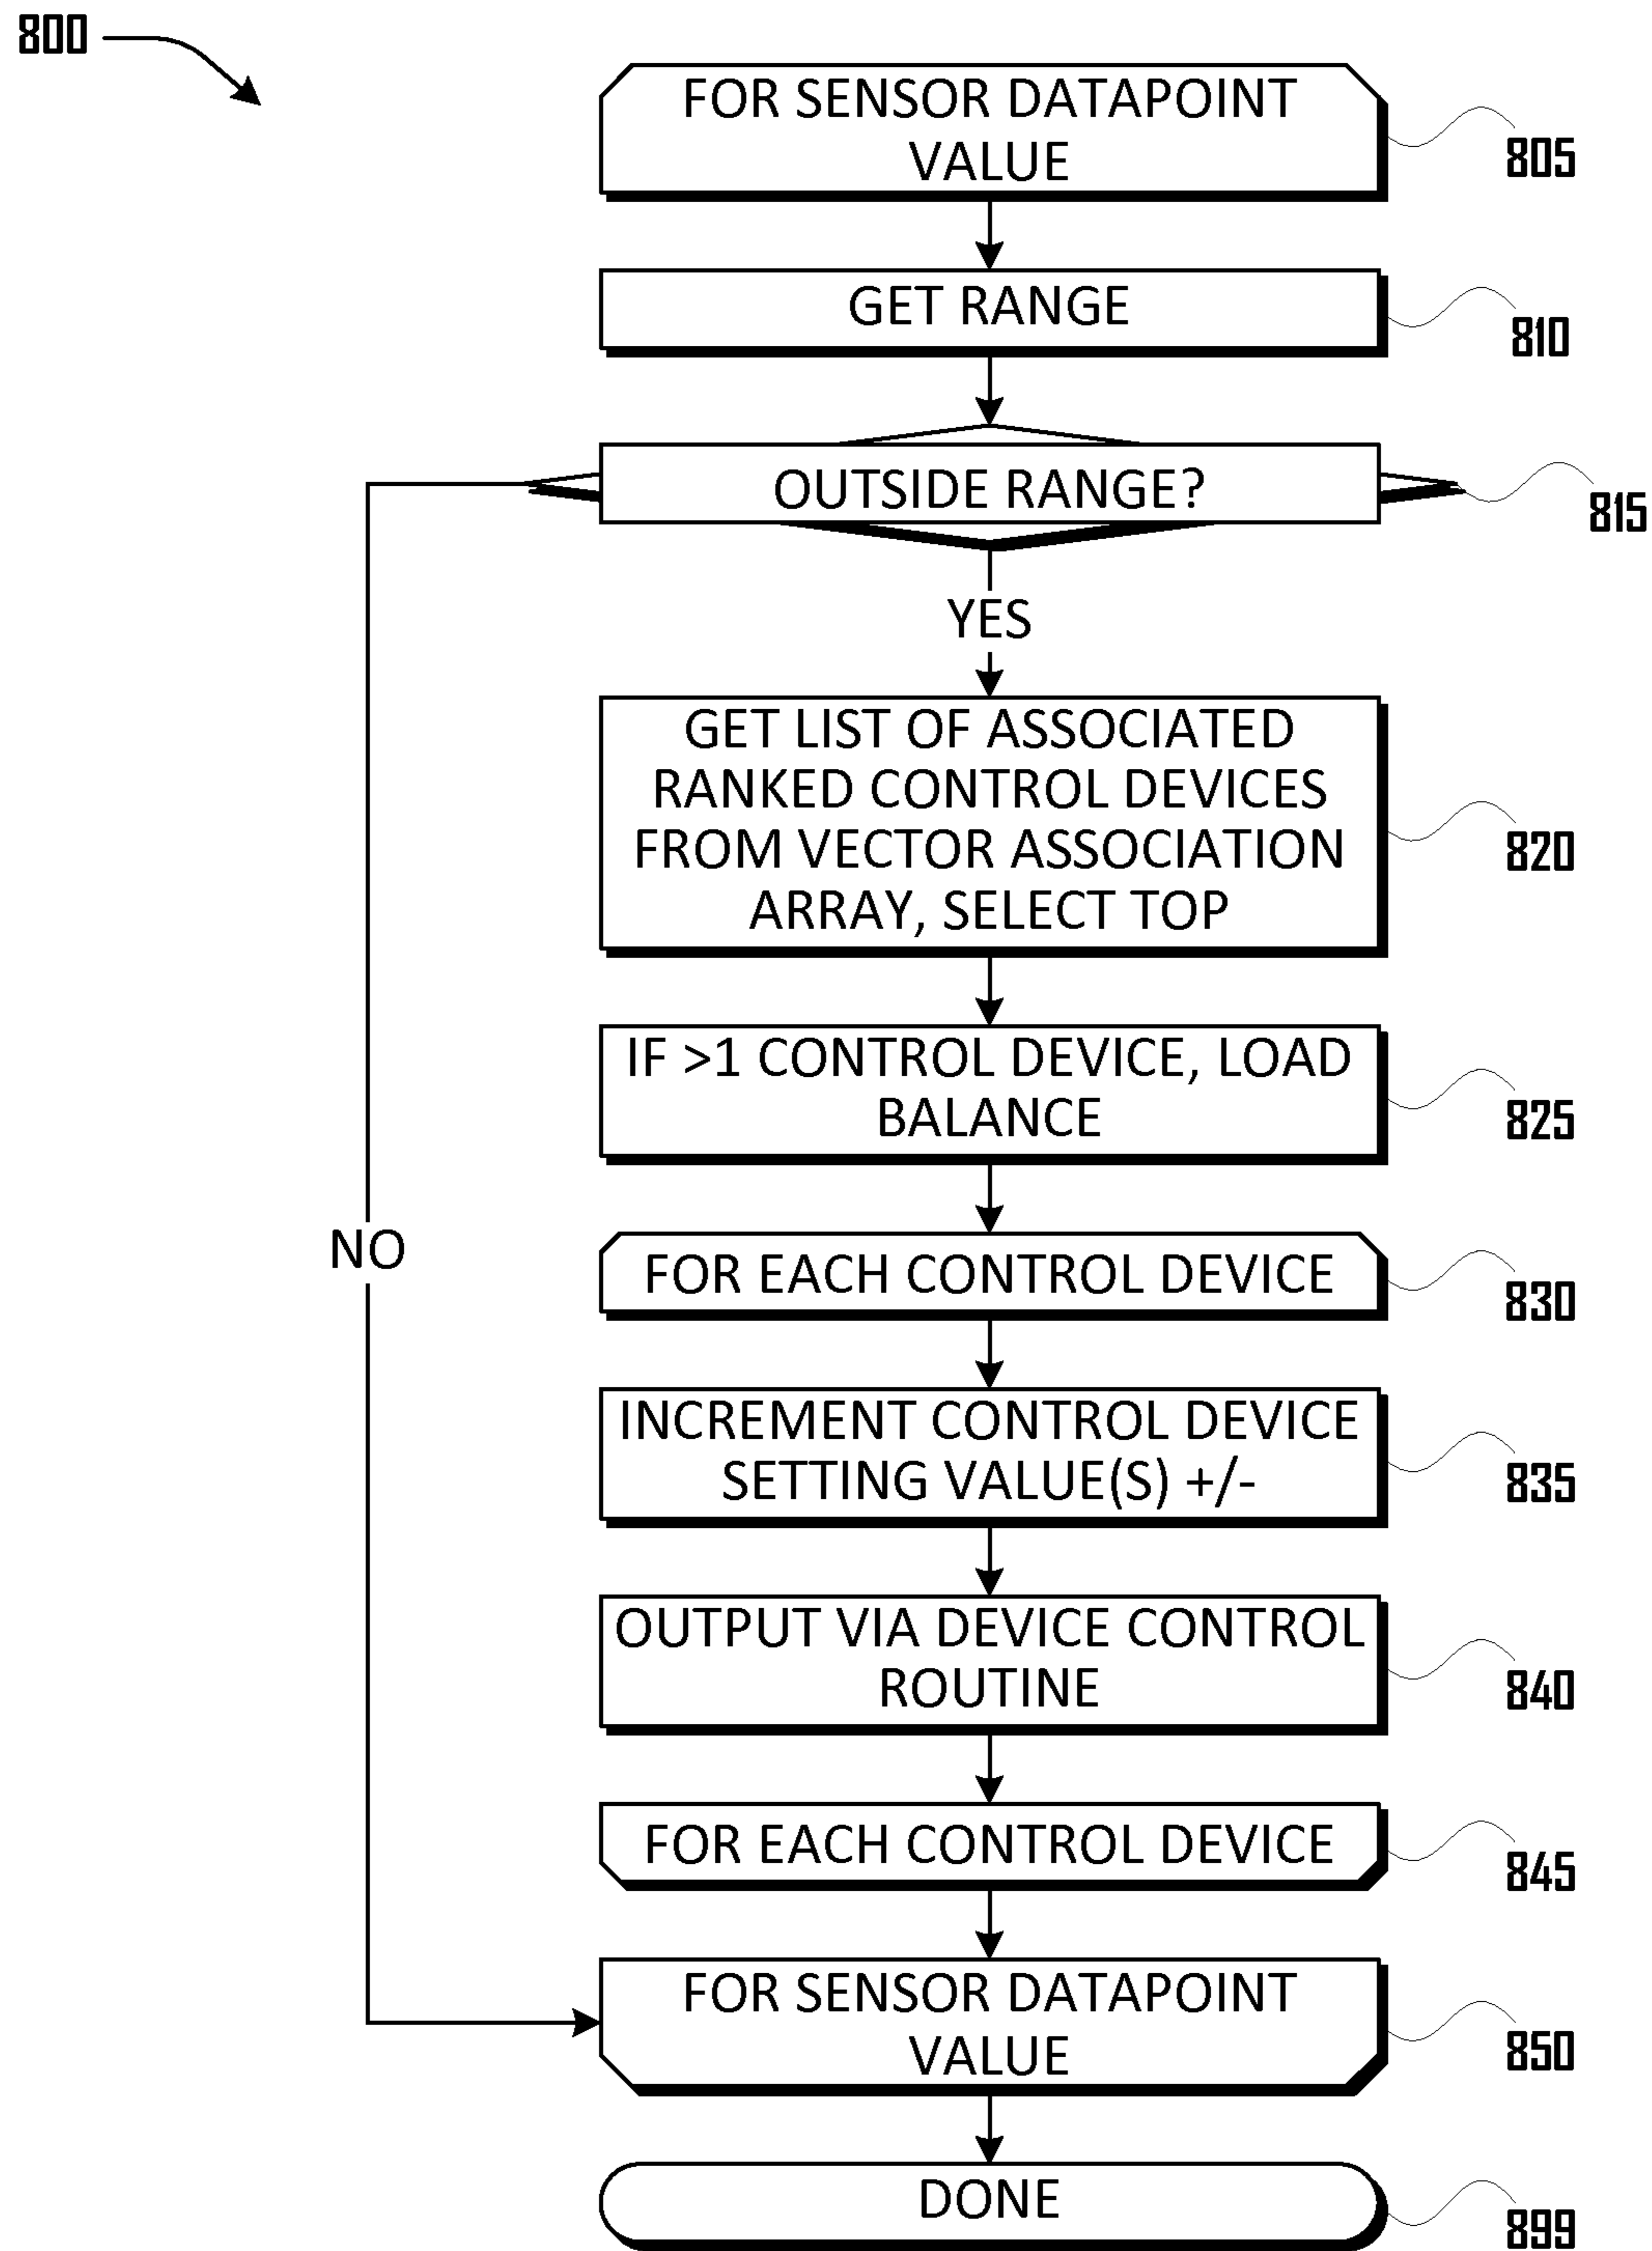 800
FOR SENSOR DATAPOINT
VALUE
805
GET RANGE
810
OUTSIDE RANGE?
815
YES
GET LIST OF ASSOCIATED
RANKED CONTROL DEVICES
FROM VECTOR ASSOCIATION
ARRAY, SELECT TOP
820
IF >1 CONTROL DEVICE, LOAD
BALANCE
825
NO
FOR EACH CONTROL DEVICE
830
INCREMENT CONTROL DEVICE
SETTING VALUE(S) +/-
835
OUTPUT VIA DEVICE CONTROL
ROUTINE
840
FOR EACH CONTROL DEVICE
845
FOR SENSOR DATAPOINT
VALUE
850
DONE
899